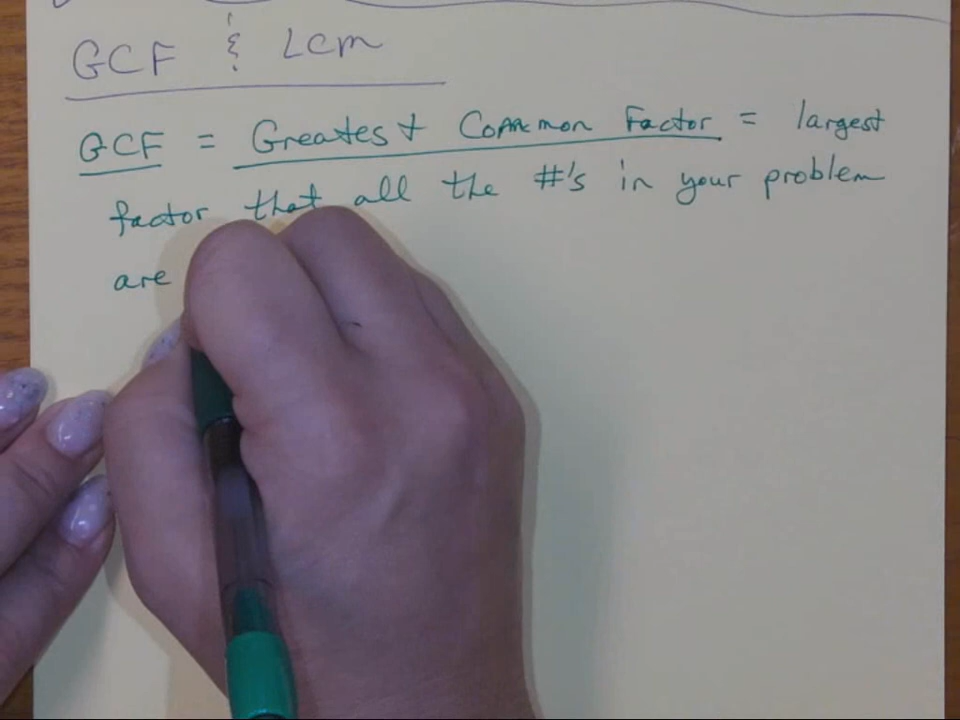 GCF & Lcm
GCF = Greatest Common Factor = largest
factor that all the #'s in your problem
are